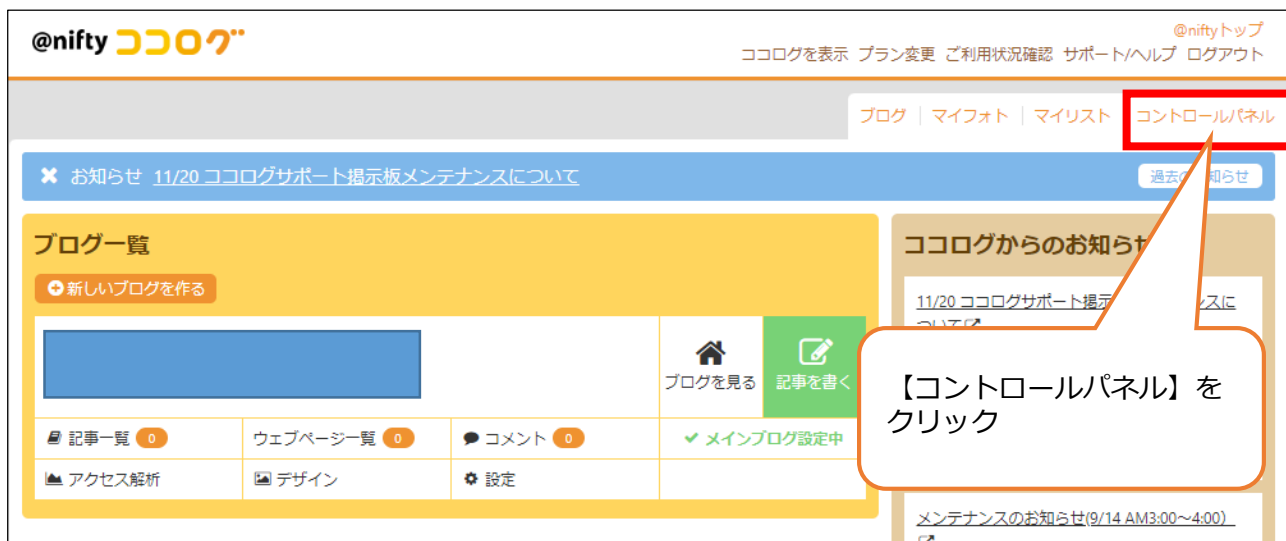 @nifty ココログ
@niftyトップ
ココログを表示 プラン変更 ご利用状況確認 サポート/ヘルプ ログアウト
ブログ マイフォト マイリスト コントロールパネル
お知らせ 11/20 ココログサポート掲示板メンテナンスについて
ブログ一覧
新しいブログを作る
ブログを見る 記事を書く
記事一覧 0 ウェブページ一覧 0 コメント 0 メインブログ設定中
アクセス解析 デザイン 設定
ココログからのお知らせ
11/20 ココログサポート掲示
【コントロールパネル】を
クリック
メンテナンスのお知らせ(9/14 AM3:00～4:00)